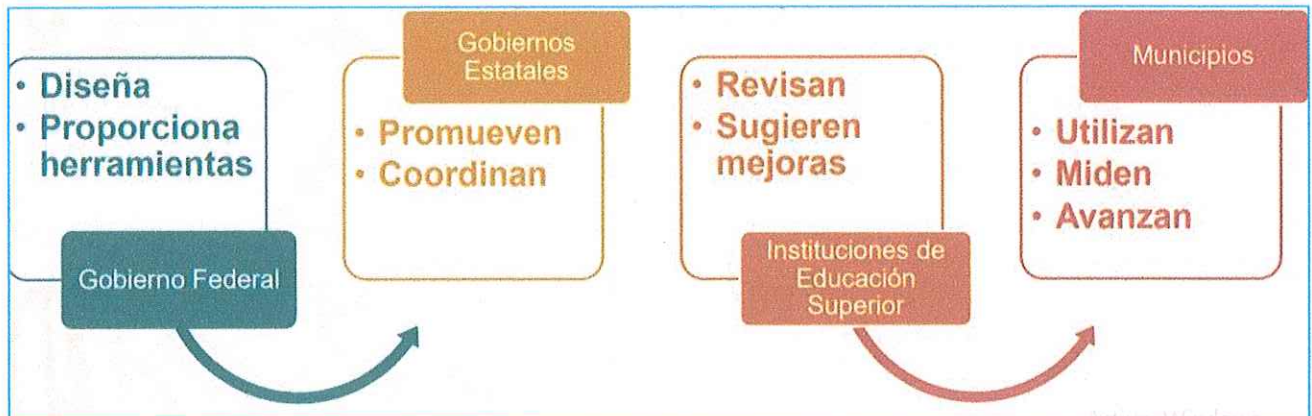 • Diseña
• Proporciona
herramientas
Gobierno Federal
Gobiernos
Estatales
• Promueven
• Coordinan
• Revisan
• Sugieren
mejoras
Instituciones de
Educación
Superior
Municipios
• Utilizan
• Miden
• Avanzan